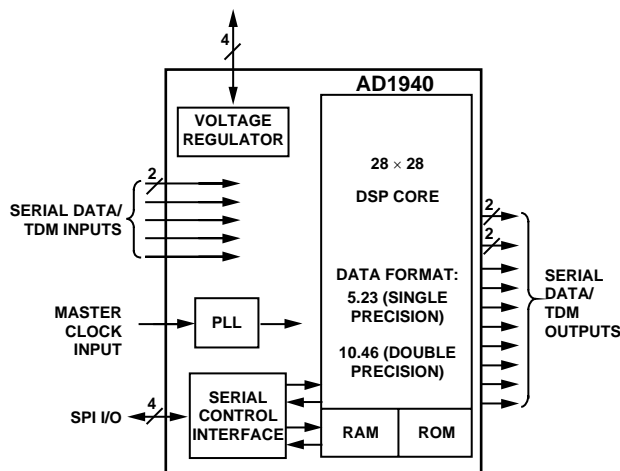 4
AD1940
VOLTAGE
REGULATOR
28 × 28
DSP CORE
2
SERIAL DATA/
TDM INPUTS
2
2
DATA FORMAT:
5.23 (SINGLE
PRECISION)
10.46 (DOUBLE
PRECISION)
SERIAL
DATA/
TDM
OUTPUTS
MASTER
CLOCK
INPUT
PLL
SPI I/O
4
SERIAL
CONTROL
INTERFACE
RAM
ROM